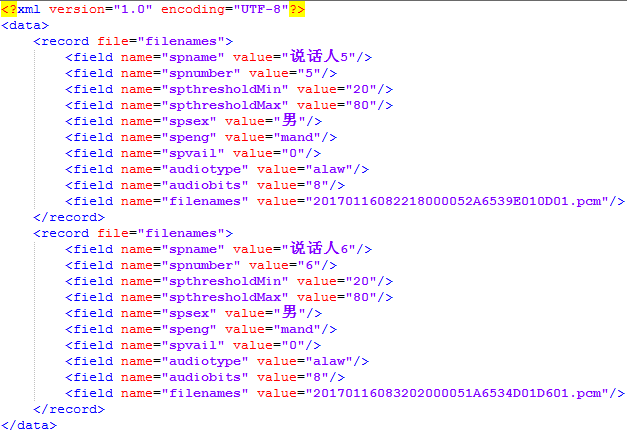 <?xml version="1.0" encoding="UTF-8"?>
<data>
<record file="filenames">
<field name="spname" value="说话人5"/>
<field name="spnumber" value="5"/>
<field name="spthresholdMin" value="20"/>
<field name="spthresholdMax" value="80"/>
<field name="spsex" value="男"/>
<field name="speng" value="mand"/>
<field name="spvail" value="0"/>
<field name="audiotype" value="alaw"/>
<field name="audiobits" value="8"/>
<field name="filenames" value="20170116082218000052A6539E010D01.pcm"/>
</record>
<record file="filenames">
<field name="spname" value="说话人6"/>
<field name="spnumber" value="6"/>
<field name="spthresholdMin" value="20"/>
<field name="spthresholdMax" value="80"/>
<field name="spsex" value="男"/>
<field name="speng" value="mand"/>
<field name="spvail" value="0"/>
<field name="audiotype" value="alaw"/>
<field name="audiobits" value="8"/>
<field name="filenames" value="20170116083202000051A6534D01D601.pcm"/>
</record>
</data>